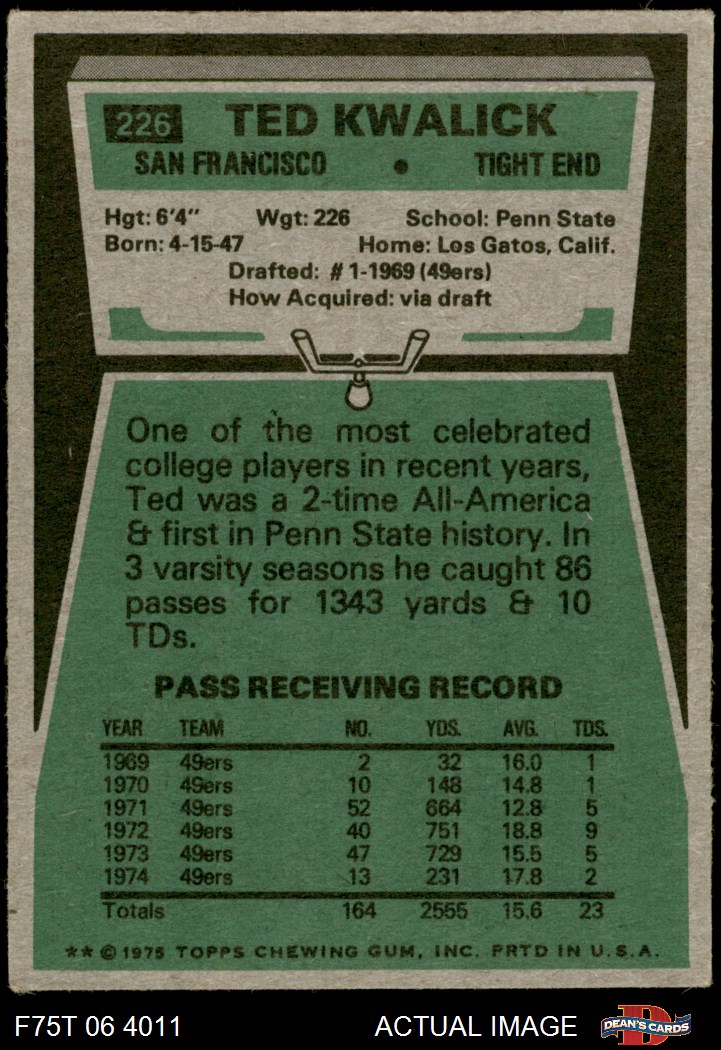 226 TED KWALICK
SAN FRANCISCO • TIGHT END
Hgt: 6'4" Wgt: 226 School: Penn State
Born: 4-15-47 Home: Los Gatos, Calif.
Drafted: #1-1969 (49ers)
How Acquired: via draft
One of the most celebrated
college players in recent years,
Ted was a 2-time All-America
& first in Penn State history. In
3 varsity seasons he caught 86
passes for 1343 yards & 10
TDs.
PASS RECEIVING RECORD
YEAR TEAM NO. YDS. AVG. TDS.
1969 49ers 2 32 16.0 1
1970 49ers 10 148 14.8 1
1971 49ers 52 664 12.8 5
1972 49ers 40 751 18.8 9
1973 49ers 47 729 15.5 5
1974 49ers 13 231 17.8 2
Totals 164 2555 15.6 23
** © 1975 TOPPS CHEWING GUM, INC. PRTD IN U.S.A.
F75T 06 4011 ACTUAL IMAGE D DEAN'S CARDS